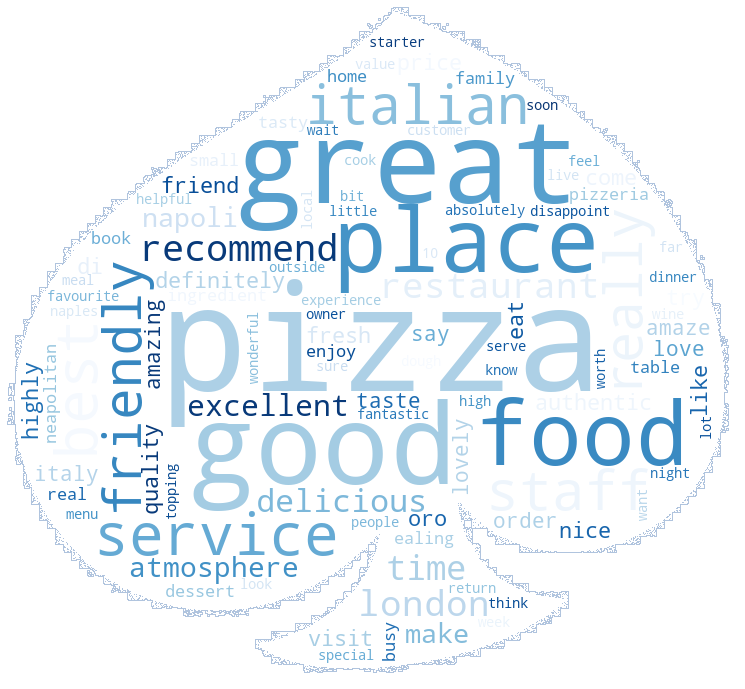 starter
value price
home family
italian soon
tasty wait customer
great
small cook feel
friend live come
helpful bit pizzeria
local
napoli little absolutely disappoint
book recommend place really far
di outside
meal definitely restaurant dinner
favourite ingredient experience try
naples owner wine
best friendly amazing wonderful pizza fresh say eat amaze
enjoy serve love
sure dough know worth table
highly neapolitan excellent taste high authentic like
fantastic lot
quality good food
italy lovely night
real topping delicious staff want
menu people oro order nice
service ealing
atmosphere time
dessert look return
london think
visit busy make week
special
10